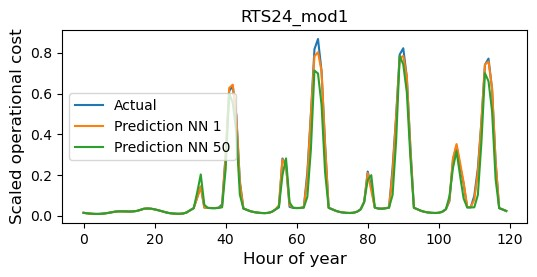 RTS24_mod1
Scaled operational cost
0.8
0.6
0.4
0.2
0.0
Actual
Prediction NN 1
Prediction NN 50
0 20 40 60 80 100 120
Hour of year